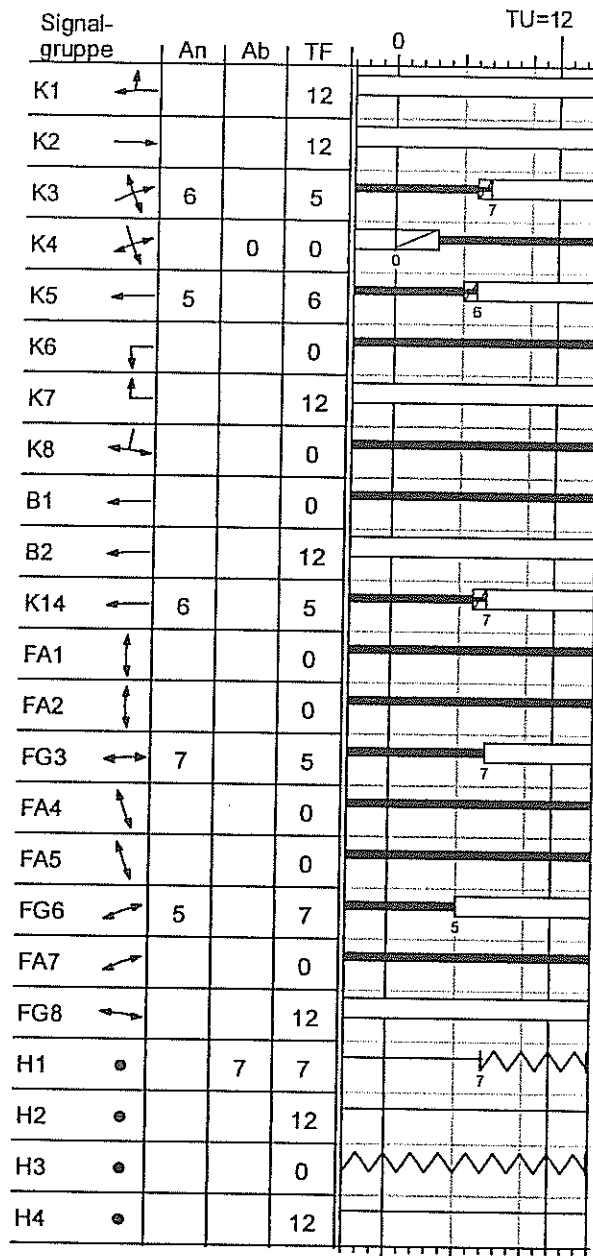 Signal-
gruppe An Ab TF 0 TU=12
K1 12
K2 12
K3 6 5
7
K4 0 0
0
K5 5 6
6
K6 0
K7 12
K8 0
B1 0
B2 12
K14 6 5
7
FA1 0
FA2 0
FG3 7 5
7
FA4 0
FA5 0
FG6 5 7
5
FA7 0
FG8 12
H1 7 7
7
H2 12
H3 0
H4 12